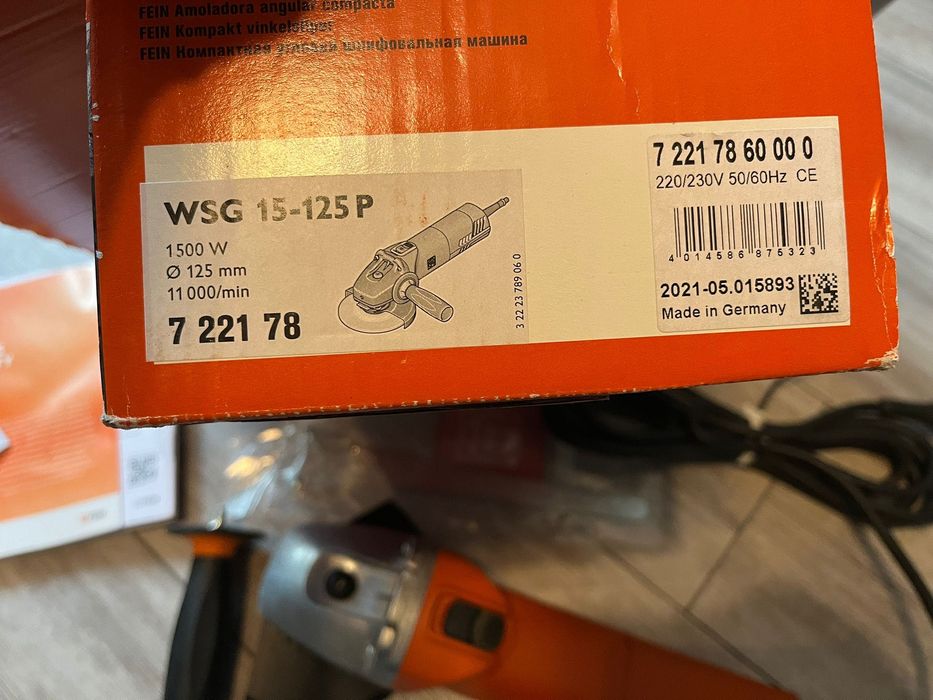 FEIN Amoladora angular compacta
FEIN Kompakt vinkelsliper
FEIN Компактная угловая шлифовальная машина
WSG 15-125 P
1500 W
Ø 125 mm
11 000/min
7 221 78
3 22 23 789 06 0
7 221 78 60 00 0
220/230V 50/60Hz CE
4 014586 875323
2021-05.015893
Made in Germany